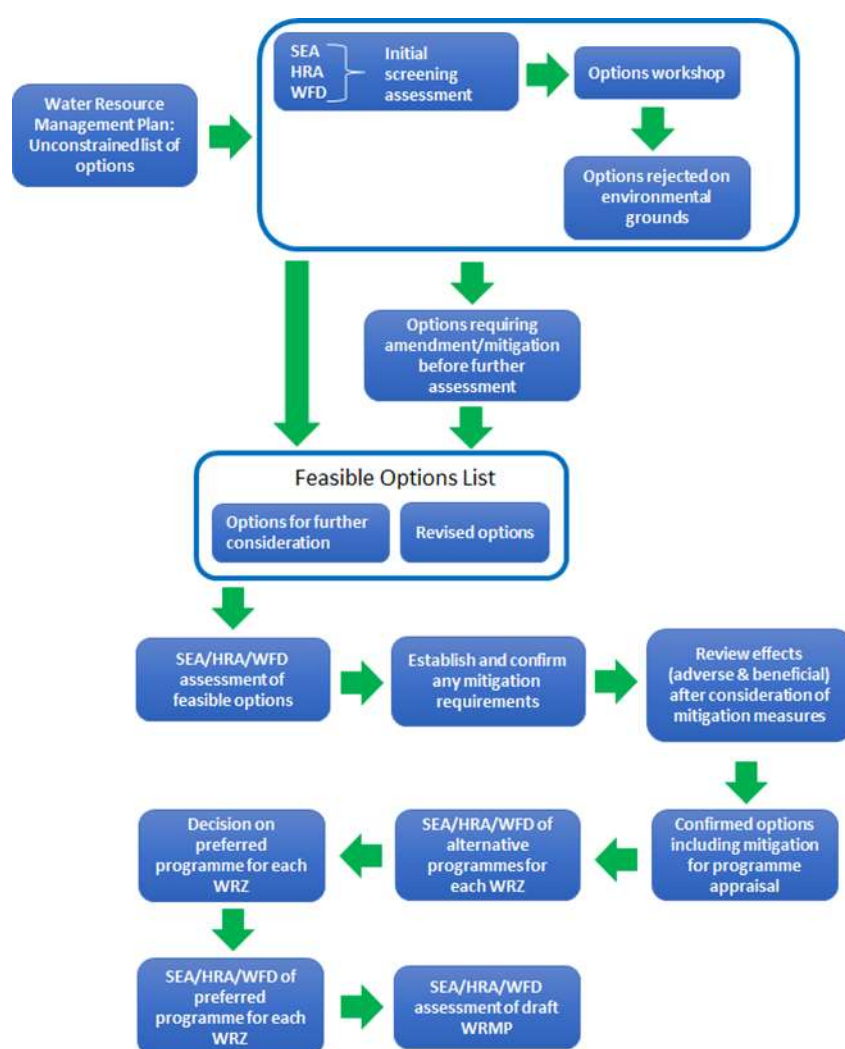 SEA
HRA
WFD
Initial
screening
assessment
Options workshop
Water Resource
Management Plan:
Unconstrained list of
options
Options rejected on
environmental
grounds
Options requiring
amendment/mitigation
before further
assessment
Feasible Options List
Options for further
consideration
Revised options
SEA/HRA/WFD
assessment of
feasible options
Establish and confirm
any mitigation
requirements
Review effects
(adverse & beneficial)
after consideration of
mitigation measures
Decision on
preferred
programme for each
WRZ
SEA/HRA/WFD of
alternative
programmes for
each WRZ
Confirmed options
including mitigation
for programme
appraisal
SEA/HRA/WFD of
preferred
programme for each
WRZ
SEA/HRA/WFD
assessment of draft
WRMP